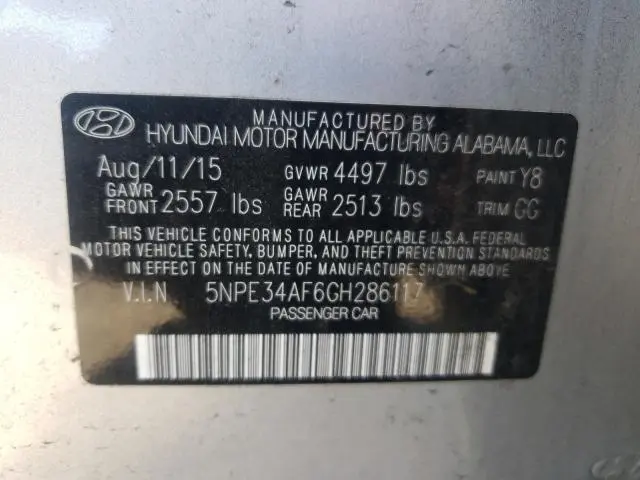 MANUFACTURED BY
HYUNDAI MOTOR MANUFACTURING ALABAMA, LLC
Aug/11/15 GVWR 4497 lbs PAINT Y8
GAWR FRONT 2557 lbs GAWR REAR 2513 lbs TRIM GG
THIS VEHICLE CONFORMS TO ALL APPLICABLE U.S.A. FEDERAL
MOTOR VEHICLE SAFETY, BUMPER, AND THEFT PREVENTION STANDARDS
IN EFFECT ON THE DATE OF MANUFACTURE SHOWN ABOVE
V.I.N 5NPE34AF6GH286117
PASSENGER CAR